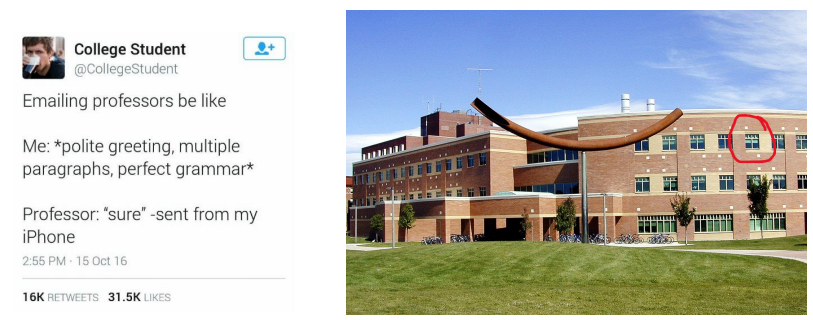 College Student
@CollegeStudent
Emailing professors be like
Me: *polite greeting, multiple
paragraphs, perfect grammar*
Professor: “sure” -sent from my
iPhone
2:55 PM · 15 Oct 16
16K RETWEETS 31.5K LIKES